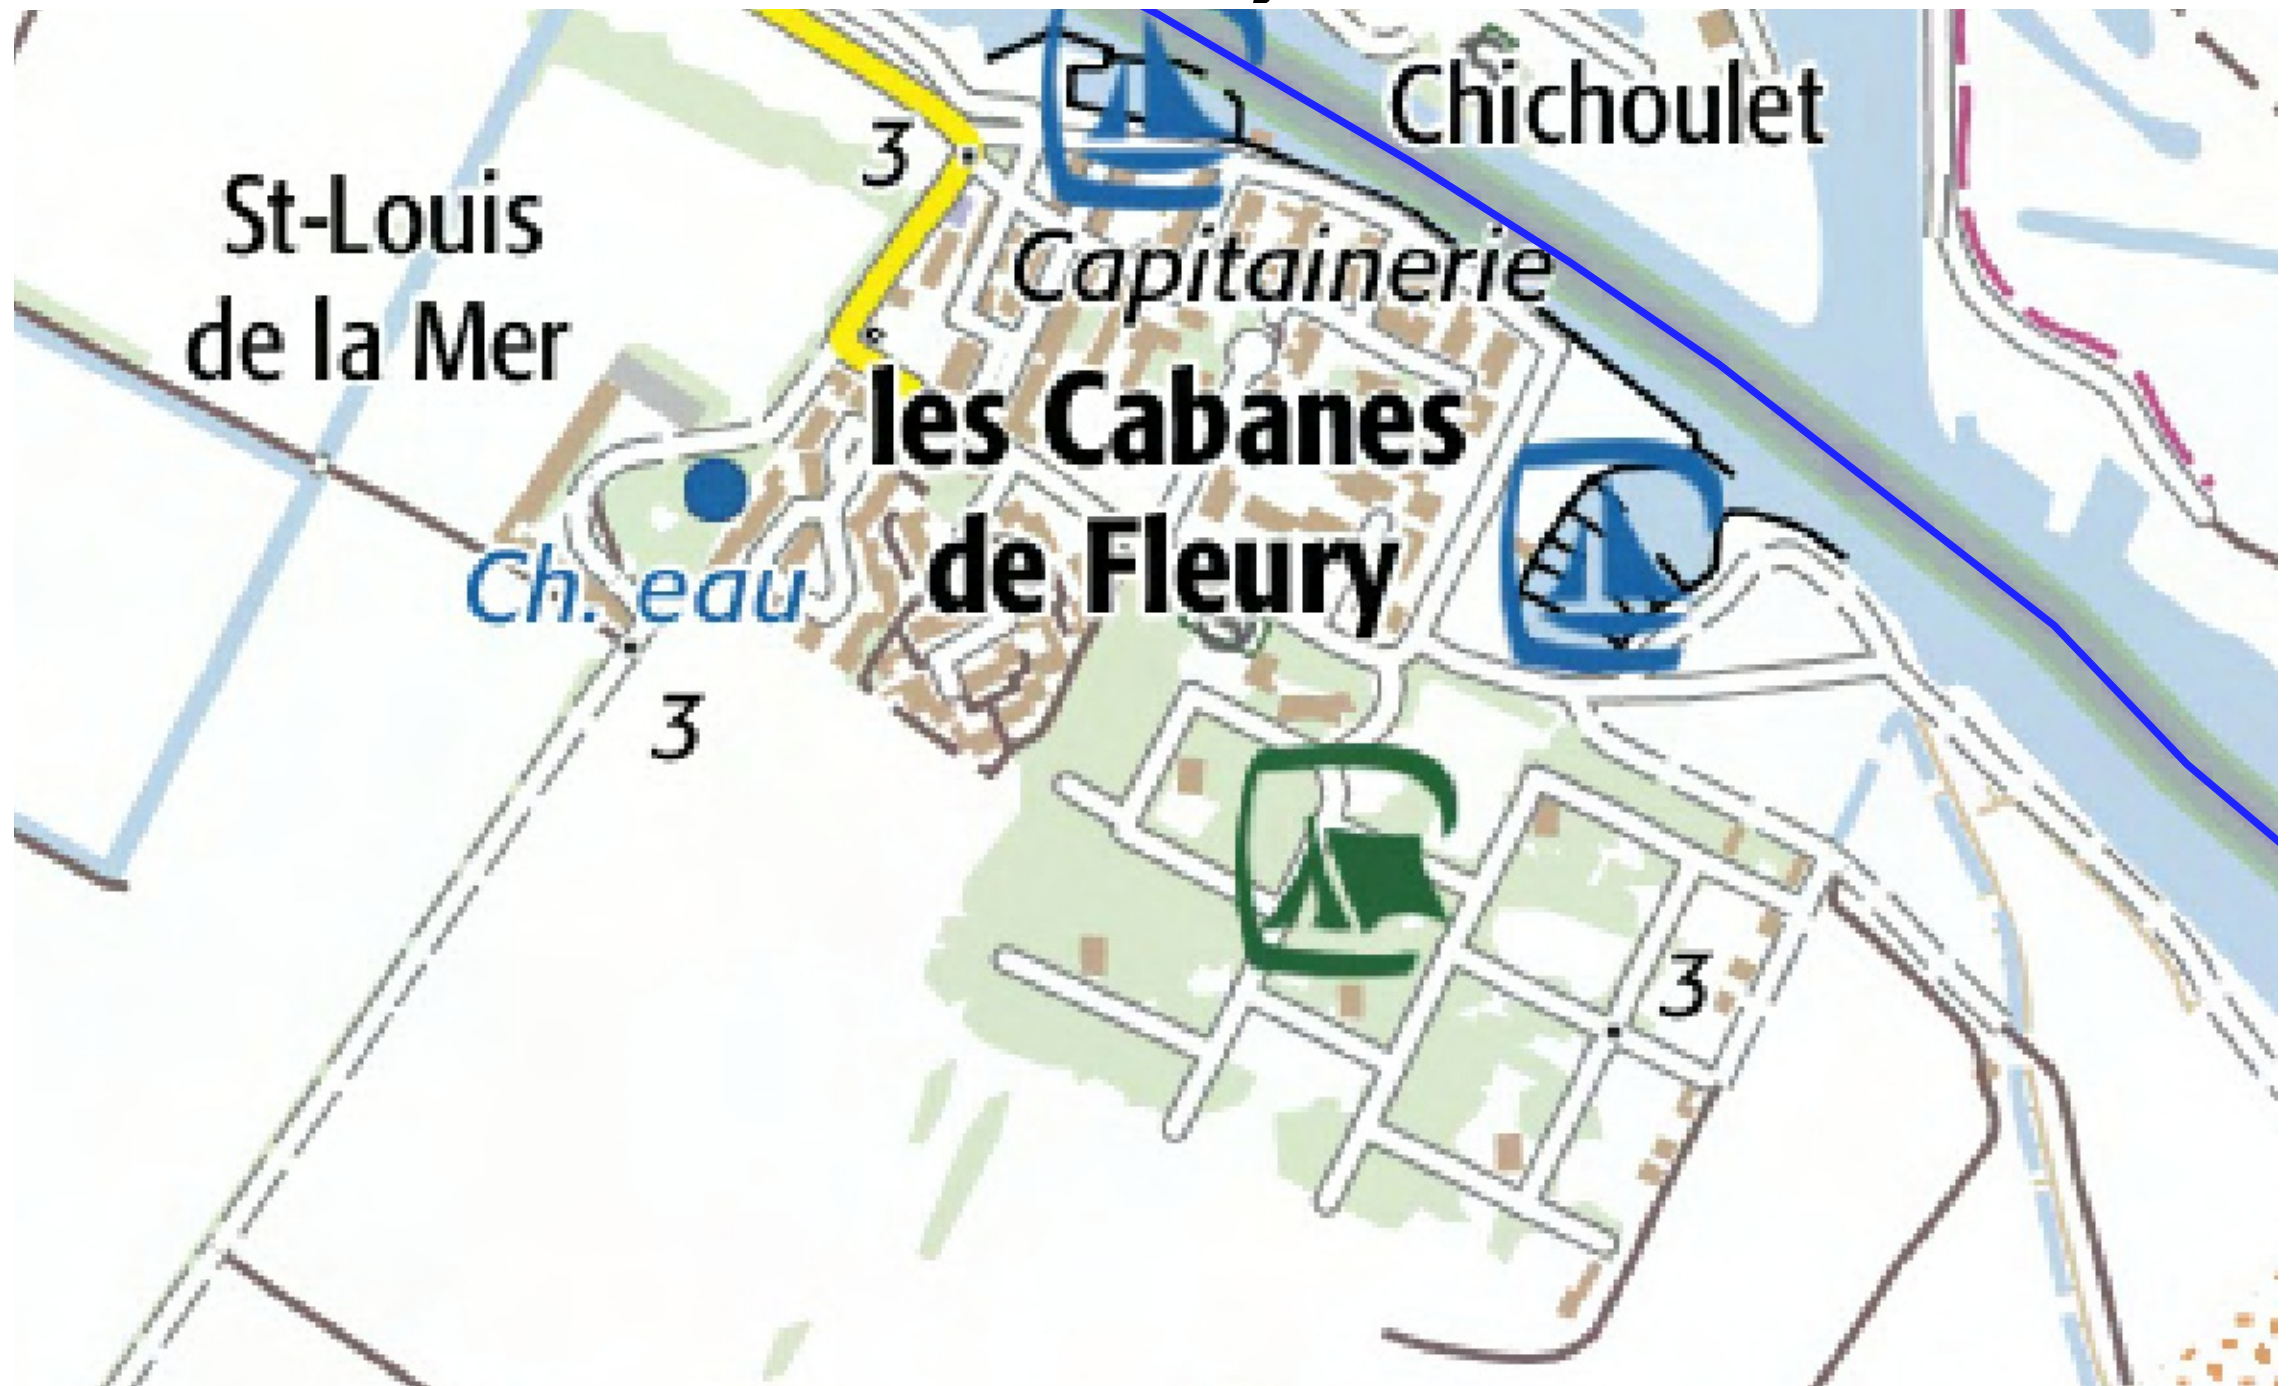 Chichoulet
3
St-Louis
de la Mer
Capitainerie
les Cabanes
de Fleury
Ch. eau
3
3